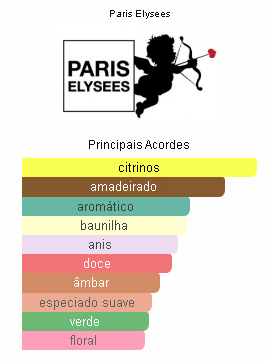 Paris Elysees
PARIS
ELYSEES
Principais Acordes
citrinos
amadeirado
aromático
baunilha
anis
doce
âmbar
especiado suave
verde
floral